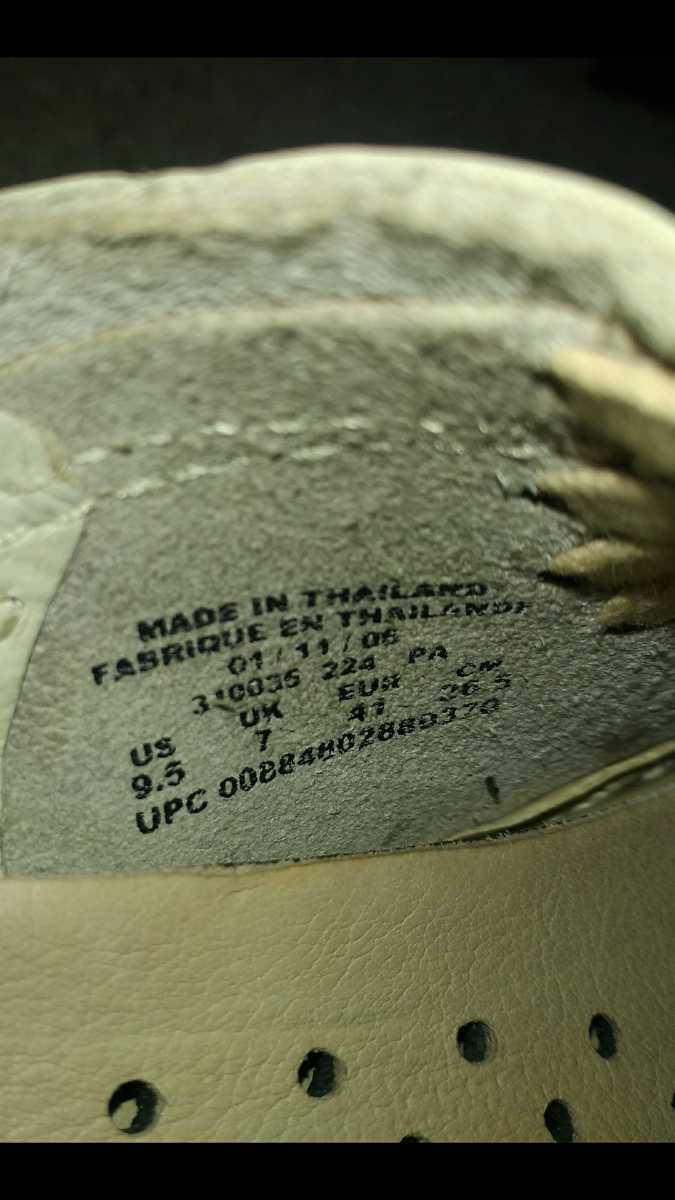 MADE IN THAILAND
FABRIQUE EN THAILANDE
01 / 11 / 06
310035 224 PA
US UK EUR CM
9.5 7 41 26.5
UPC